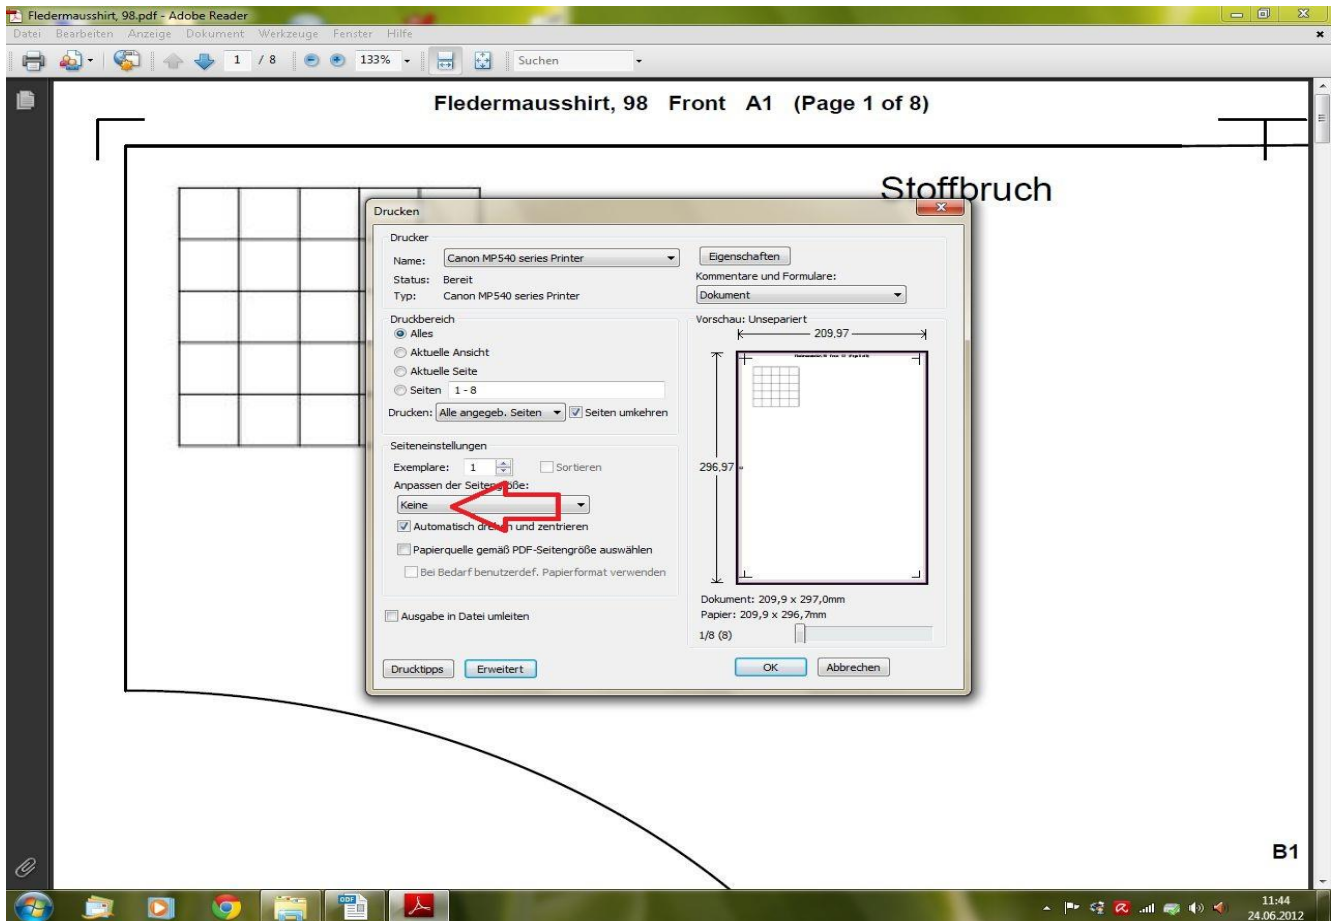 Fledermausshirt, 98.pdf - Adobe Reader
Datei Bearbeiten Anzeige Dokument Werkzeuge Fenster Hilfe
1 / 8 133% Suchen
Fledermausshirt, 98 Front A1 (Page 1 of 8)
Stoffbruch
Drucken
Drucker
Name: Canon MP540 series Printer
Eigenschaften
Status: Bereit
Kommentare und Formulare:
Typ: Canon MP540 series Printer
Dokument
Druckbereich
Alles
Aktuelle Ansicht
Aktuelle Seite
Seiten 1 - 8
Drucken: Alle angegeb. Seiten Seiten umkehren
Seiteneinstellungen
Exemplare: 1 Sortieren
Anpassen der Seitengröße:
Keine
Automatisch drehen und zentrieren
Papierquelle gemäß PDF-Seitengröße auswählen
Bei Bedarf benutzerdef. Papierformat verwenden
Ausgabe in Datei umleiten
Drucktipps Erweitert
Vorschau: Unsepariert
209,97
296,97
Dokument: 209,9 x 297,0mm
Papier: 209,9 x 296,7mm
1/8 (8)
OK Abbrechen
B1
ODF
11:44
24.06.2012